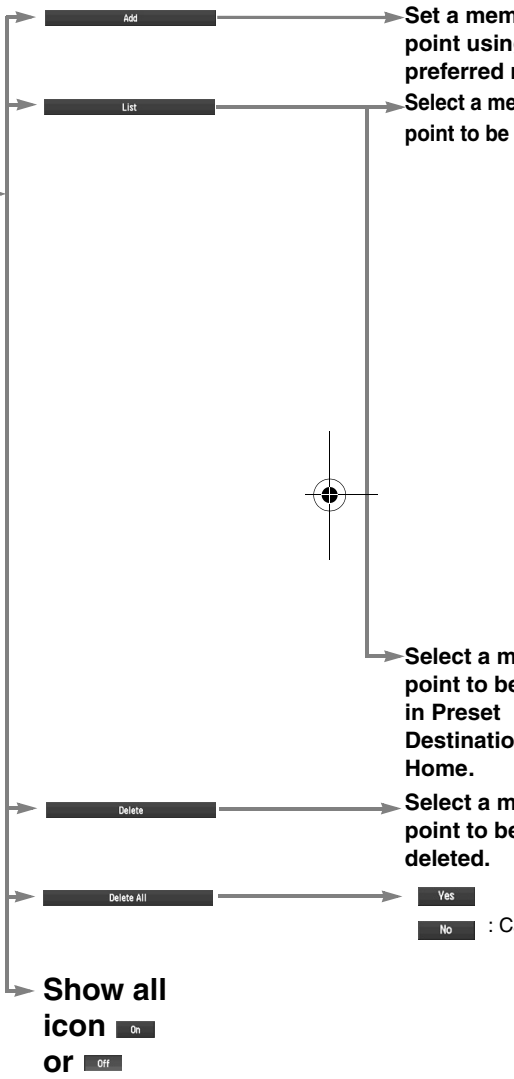 Add
Set a mem
point usin
preferred
List
Select a me
point to be
Select a m
point to be
in Preset
Destinatio
Home.
Delete
Select a m
point to be
deleted.
Delete All
Yes
No : C
Show all
icon On
or Off